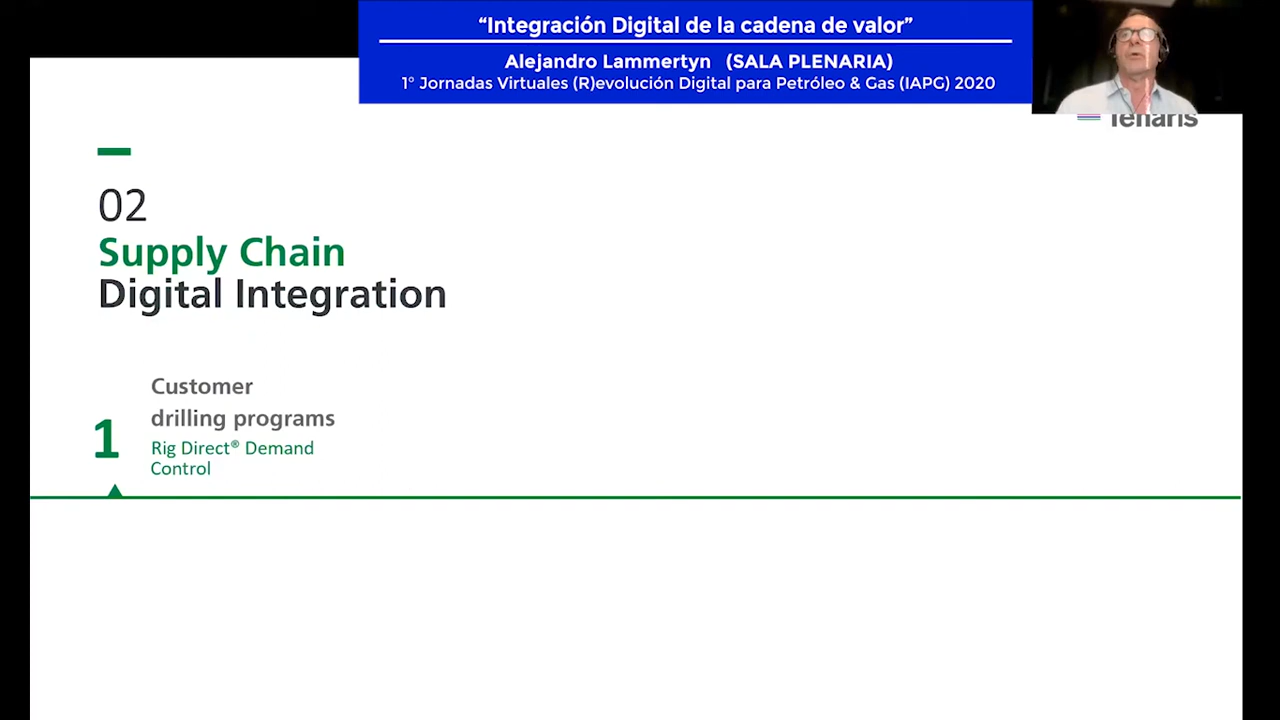 “Integración Digital de la cadena de valor”
Alejandro Lammertyn (SALA PLENARIA)
1° Jornadas Virtuales (R)evolución Digital para Petróleo & Gas (IAPG) 2020
Tenaris
02
Supply Chain
Digital Integration
Customer
drilling programs
1
Rig Direct® Demand
Control